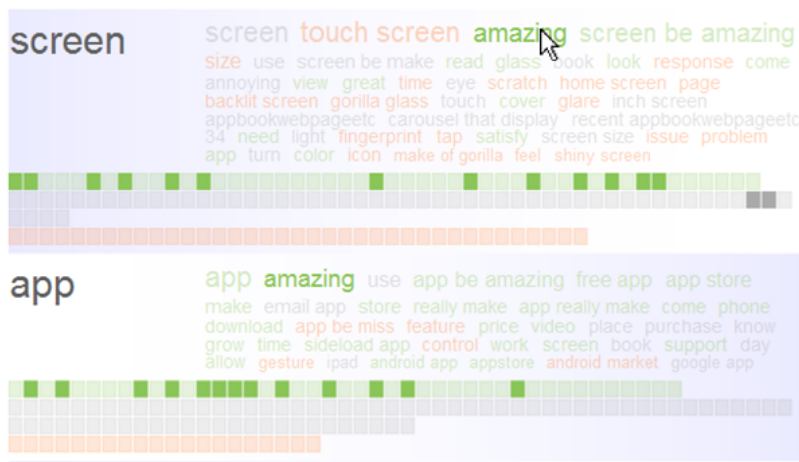 screen
screen touch screen amazing screen be amazing
size use screen be make read glass book look response come
annoying view great time eye scratch home screen page
backlit screen gorilla glass touch cover glare inch screen
appbookwebpageetc carousel that display recent appbookwebpageetc
34 need light fingerprint tap satisfy screen size issue problem
app turn color icon make of gorilla feel shiny screen
app
app amazing use app be amazing free app app store
make email app store really make app really make come phone
download app be miss feature price video place purchase know
grow time sideload app control work screen book support day
allow gesture ipad android app appstore android market google app